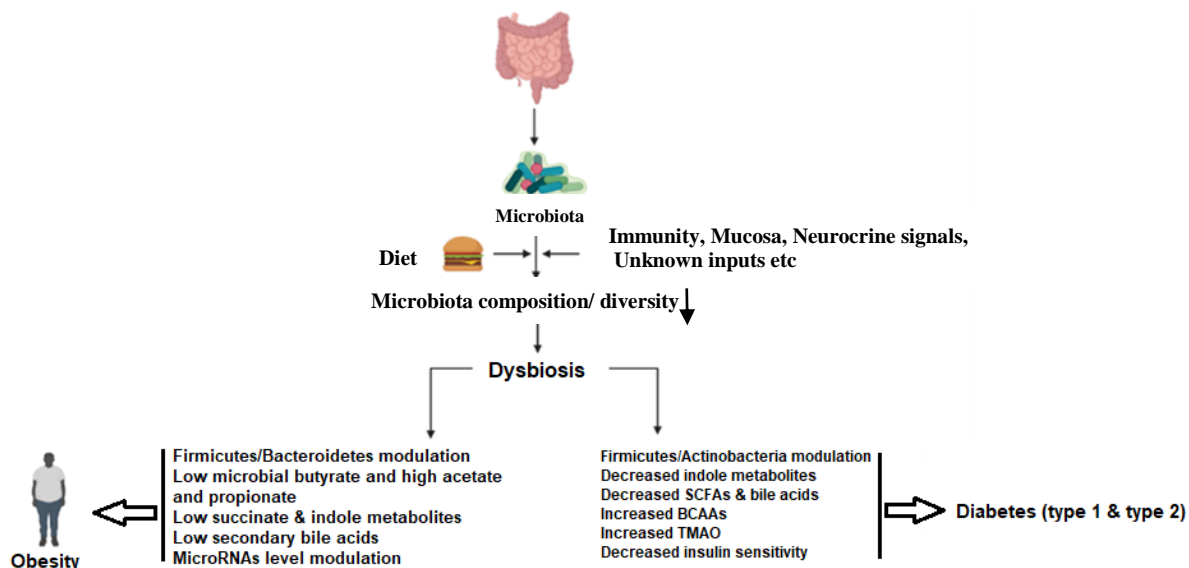 Microbiota
Diet
Immunity, Mucosa, Neurocrine signals,
Unknown inputs etc
Microbiota composition/ diversity
Dysbiosis
Firmicutes/Bacteroidetes modulation
Low microbial butyrate and high acetate
and propionate
Low succinate & indole metabolites
Low secondary bile acids
MicroRNAs level modulation
Obesity
Firmicutes/Actinobacteria modulation
Decreased indole metabolites
Decreased SCFAs & bile acids
Increased BCAAs
Increased TMAO
Decreased insulin sensitivity
Diabetes (type 1 & type 2)